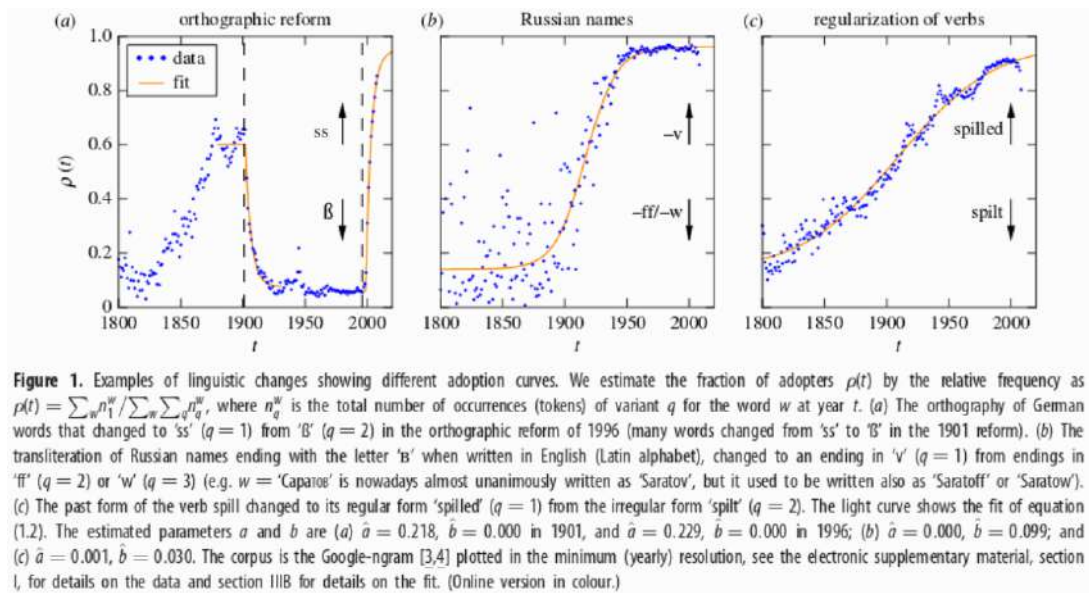 (a) orthographic reform
(b) Russian names
(c) regularization of verbs
1.0
0.8
0.6
0.4
0.2
0
ρ(t)
data
fit
ss
ß
–v
–ff/–w
spilled
spilt
1800 1850 1900 1950 2000
1800 1850 1900 1950 2000
1800 1850 1900 1950 2000
t
t
t
Figure 1. Examples of linguistic changes showing different adoption curves. We estimate the fraction of adopters ρ(t) by the relative frequency as
ρ(t) = ∑_w n_1^w/∑_w ∑_q n_q^w, where n_q^w is the total number of occurrences (tokens) of variant q for the word w at year t. (a) The orthography of German
words that changed to ‘ss’ (q = 1) from ‘ß’ (q = 2) in the orthographic reform of 1996 (many words changed from ‘ss’ to ‘ß’ in the 1901 reform). (b) The
transliteration of Russian names ending with the letter ‘в’ when written in English (Latin alphabet), changed to an ending in ‘v’ (q = 1) from endings in
‘ff’ (q = 2) or ‘w’ (q = 3) (e.g. w = ‘Саратов’ is nowadays almost unanimously written as ‘Saratov’, but it used to be written also as ‘Saratoff’ or ‘Saratow’).
(c) The past form of the verb spill changed to its regular form ‘spilled’ (q = 1) from the irregular form ‘spilt’ (q = 2). The light curve shows the fit of equation
(1.2). The estimated parameters a and b are (a) â = 0.218, b̂ = 0.000 in 1901, and â = 0.229, b̂ = 0.000 in 1996; (b) â = 0.000, b̂ = 0.099; and
(c) â = 0.001, b̂ = 0.030. The corpus is the Google-ngram [3,4] plotted in the minimum (yearly) resolution, see the electronic supplementary material, section
I, for details on the data and section IIIB for details on the fit. (Online version in colour.)